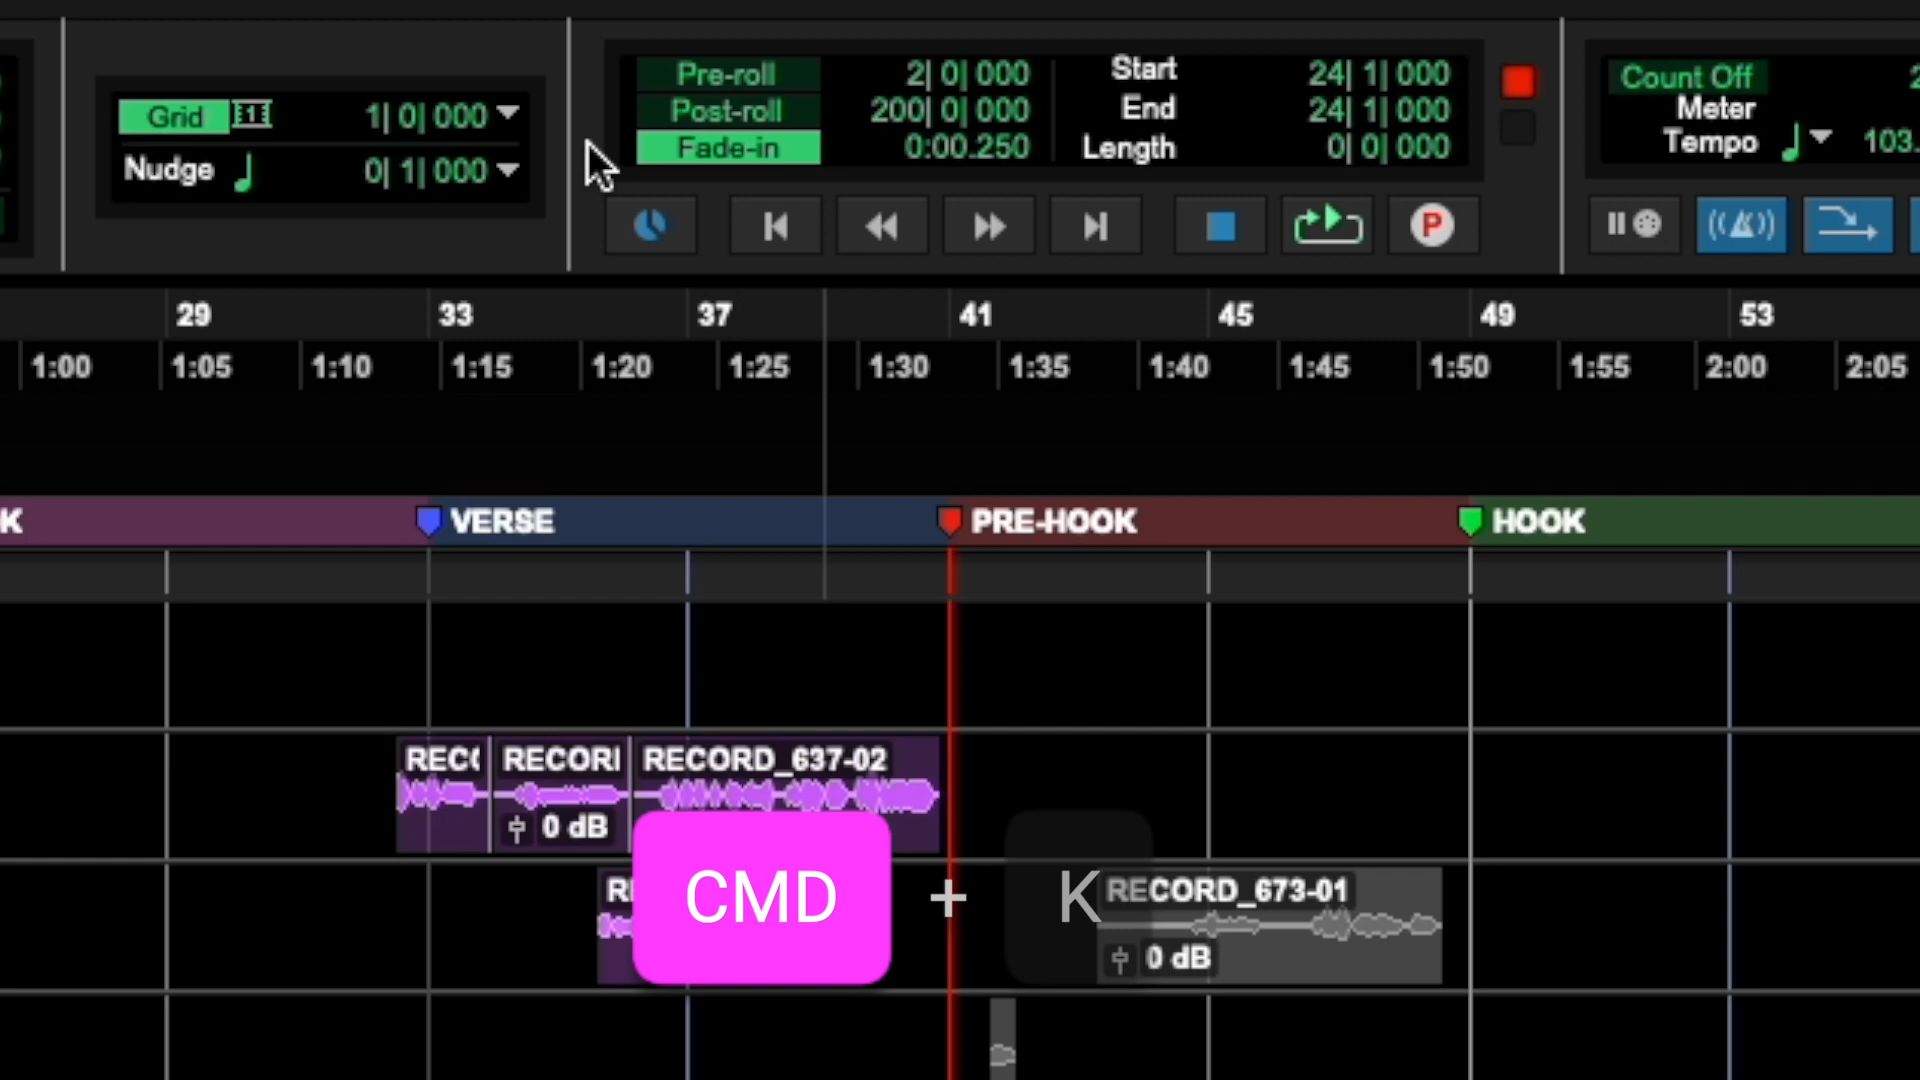 Grid 1| 0| 000
Nudge 0| 1| 000
Pre-roll 2| 0| 000
Post-roll 200| 0| 000
Fade-in 0:00.250
Start 24| 1| 000
End 24| 1| 000
Length 0| 0| 000
Count Off
Meter
Tempo 103.
P
29 33 37 41 45 49 53
1:00 1:05 1:10 1:15 1:20 1:25 1:30 1:35 1:40 1:45 1:50 1:55 2:00 2:05
K VERSE PRE-HOOK HOOK
REC RECOR RECORD_637-02
0 dB
R CMD + K RECORD_673-01
0 dB